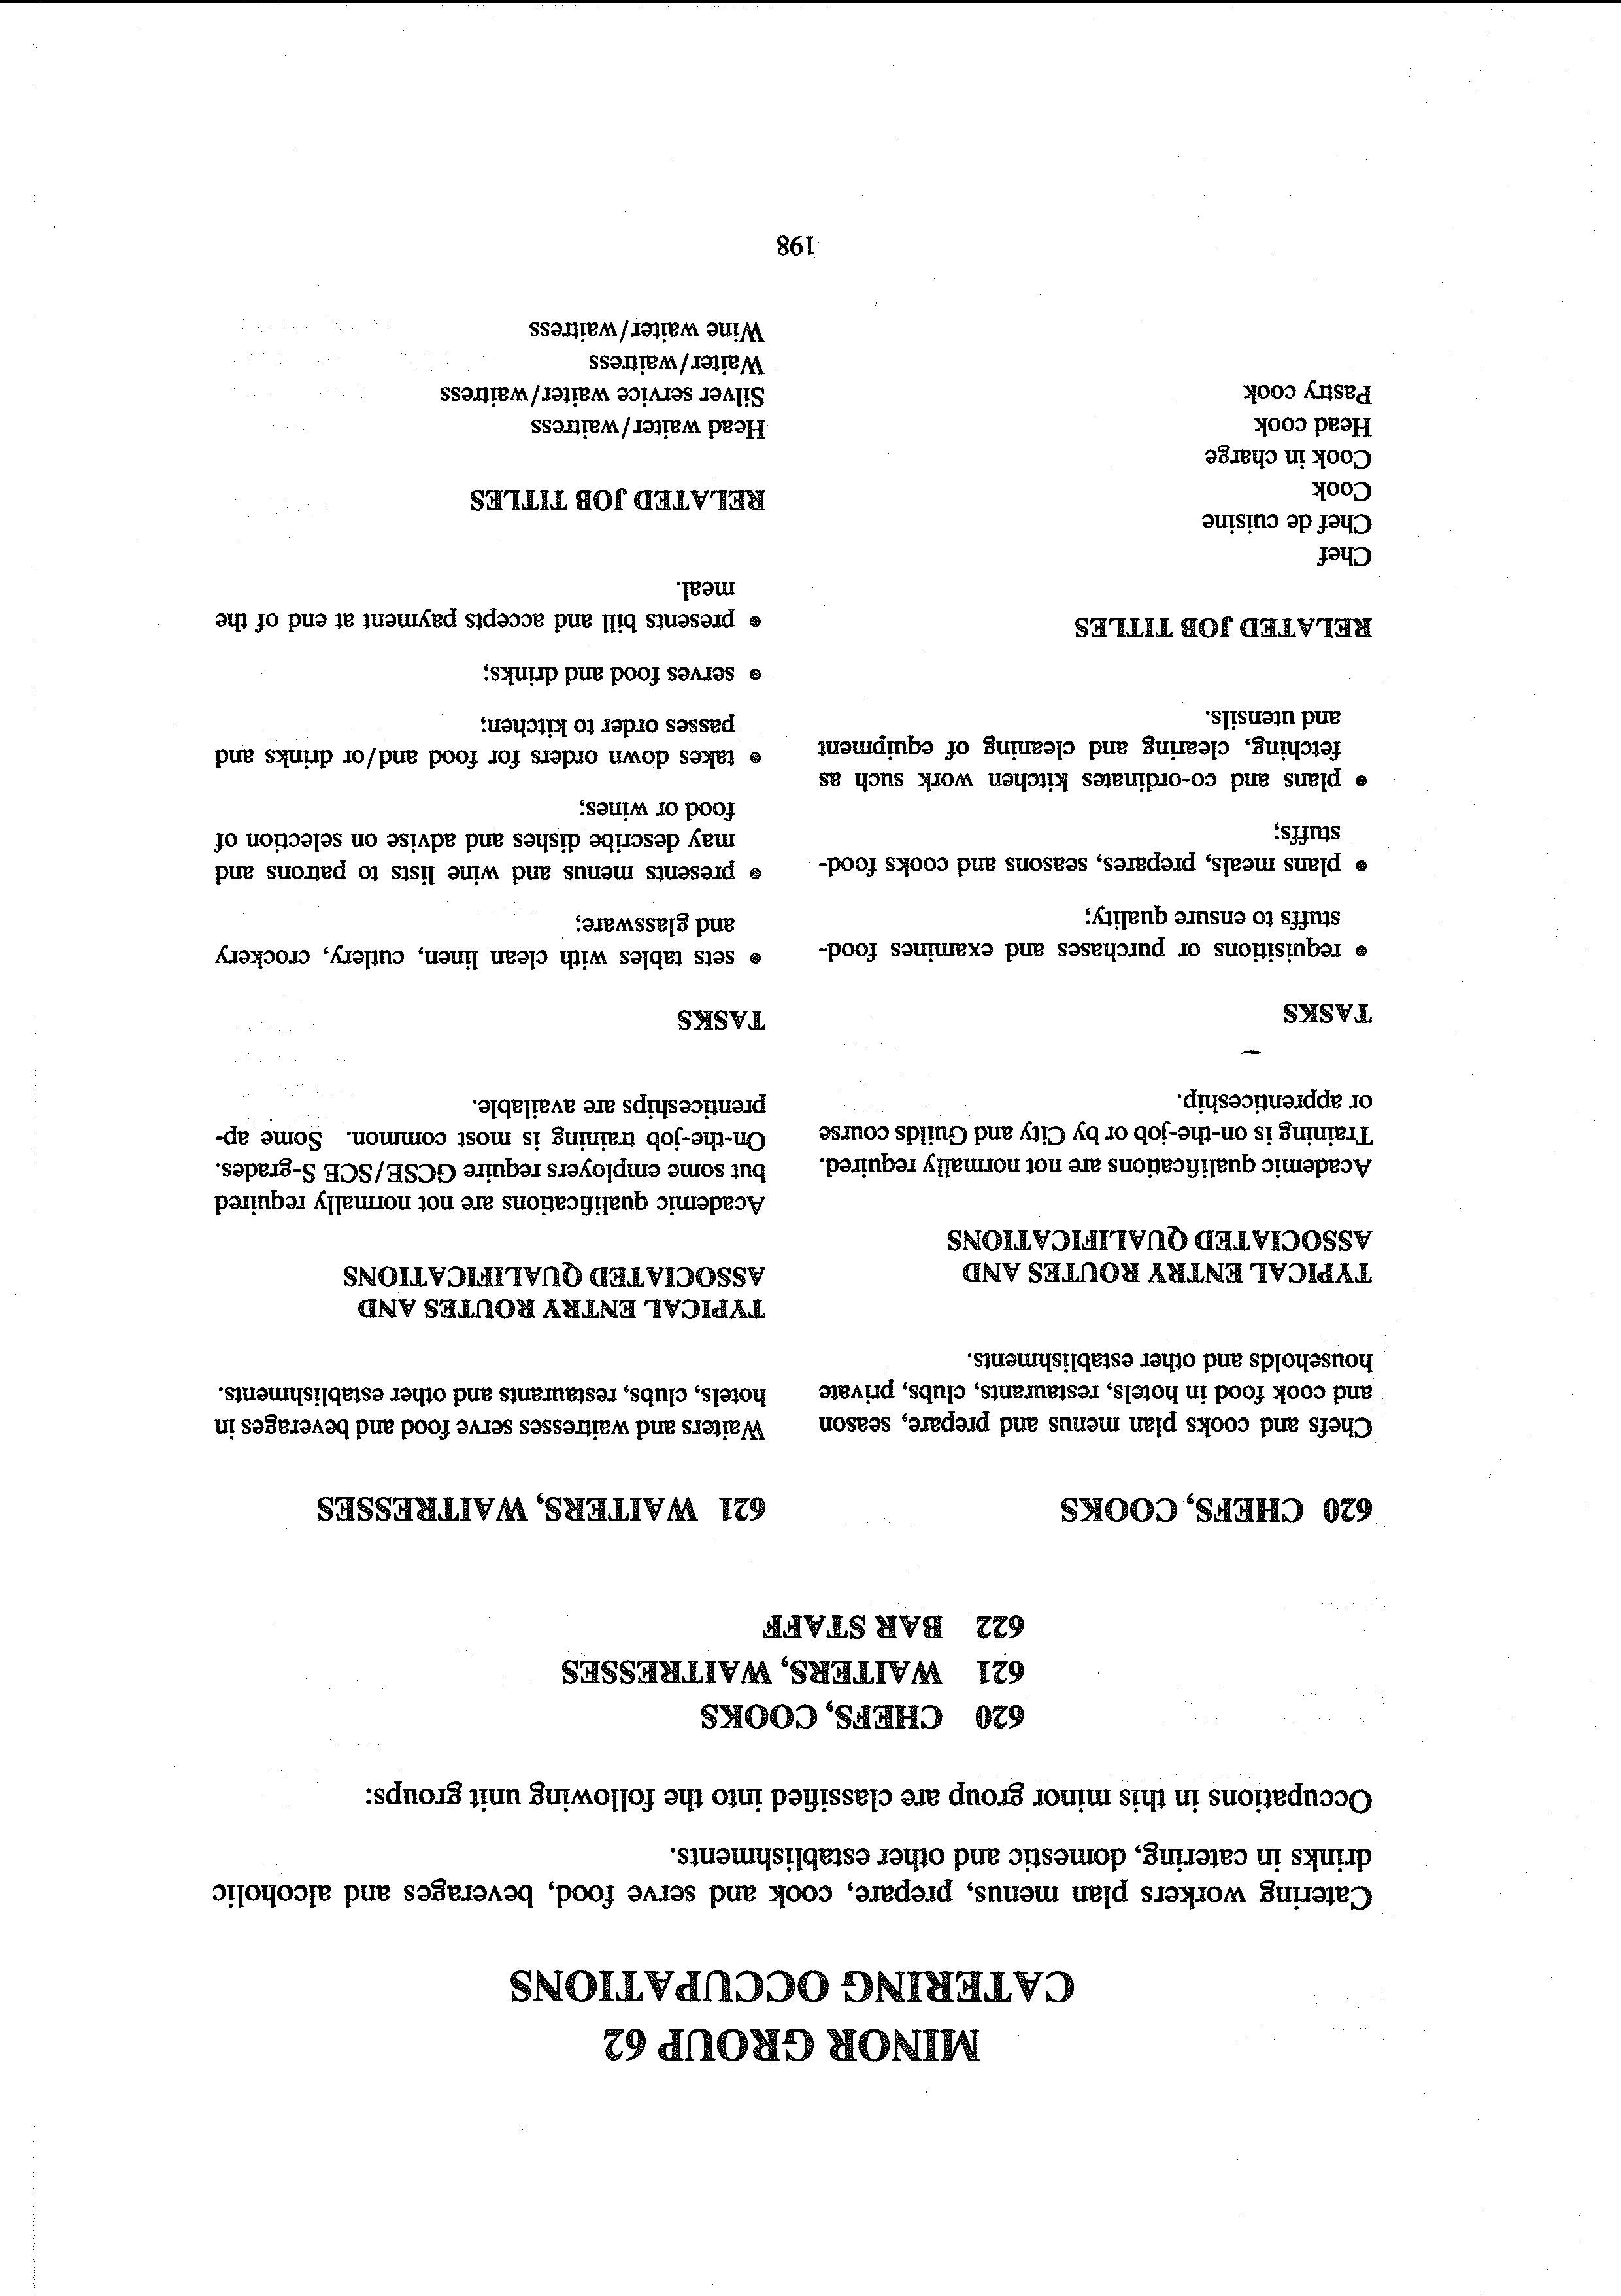 MINOR GROUP 62
CATERING OCCUPATIONS
Catering workers plan menus, prepare, cook and serve food, beverages and alcoholic
drinks in catering, domestic and other establishments.
Occupations in this minor group are classified into the following unit groups:
620 CHEFS, COOKS
621 WAITERS, WAITRESSES
622 BAR STAFF
620 CHEFS, COOKS
Chefs and cooks plan menus and prepare, season
and cook food in hotels, restaurants, clubs, private
households and other establishments.
TYPICAL ENTRY ROUTES AND
ASSOCIATED QUALIFICATIONS
Academic qualifications are not normally required.
Training is on-the-job or by City and Guilds course
or apprenticeship.
TASKS
• requisitions or purchases and examines food-
stuffs to ensure quality;
• plans meals, prepares, seasons and cooks food-
stuffs;
• plans and co-ordinates kitchen work such as
fetching, clearing and cleaning of equipment
and utensils.
RELATED JOB TITLES
Chef
Chef de cuisine
Cook
Cook in charge
Head cook
Pastry cook
621 WAITERS, WAITRESSES
Waiters and waitresses serve food and beverages in
hotels, clubs, restaurants and other establishments.
TYPICAL ENTRY ROUTES AND
ASSOCIATED QUALIFICATIONS
Academic qualifications are not normally required
but some employers require GCSE/SCE S-grades.
On-the-job training is most common. Some ap-
prenticeships are available.
TASKS
• sets tables with clean linen, cutlery, crockery
and glassware;
• presents menus and wine lists to patrons and
may describe dishes and advise on selection of
food or wines;
• takes down orders for food and/or drinks and
passes order to kitchen;
• serves food and drinks;
• presents bill and accepts payment at end of the
meal.
RELATED JOB TITLES
Head waiter/waitress
Silver service waiter/waitress
Waiter/waitress
Wine waiter/waitress
198